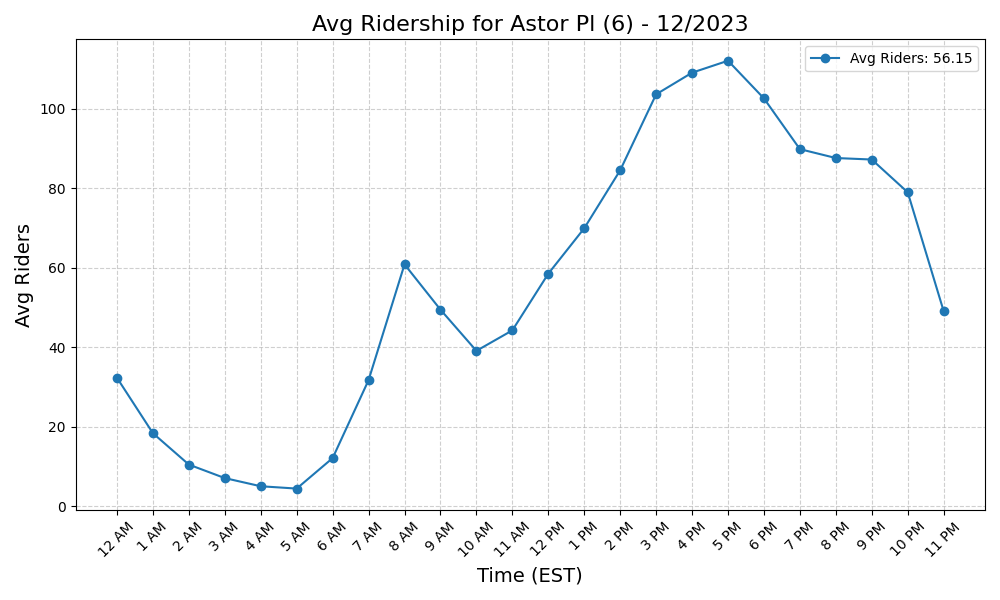 Avg Ridership for Astor Pl (6) - 12/2023
Avg Riders: 56.15
Avg Riders
100
80
60
40
20
0
12 AM
1 AM
2 AM
3 AM
4 AM
5 AM
6 AM
7 AM
8 AM
9 AM
10 AM
11 AM
12 PM
1 PM
2 PM
3 PM
4 PM
5 PM
6 PM
7 PM
8 PM
9 PM
10 PM
11 PM
Time (EST)